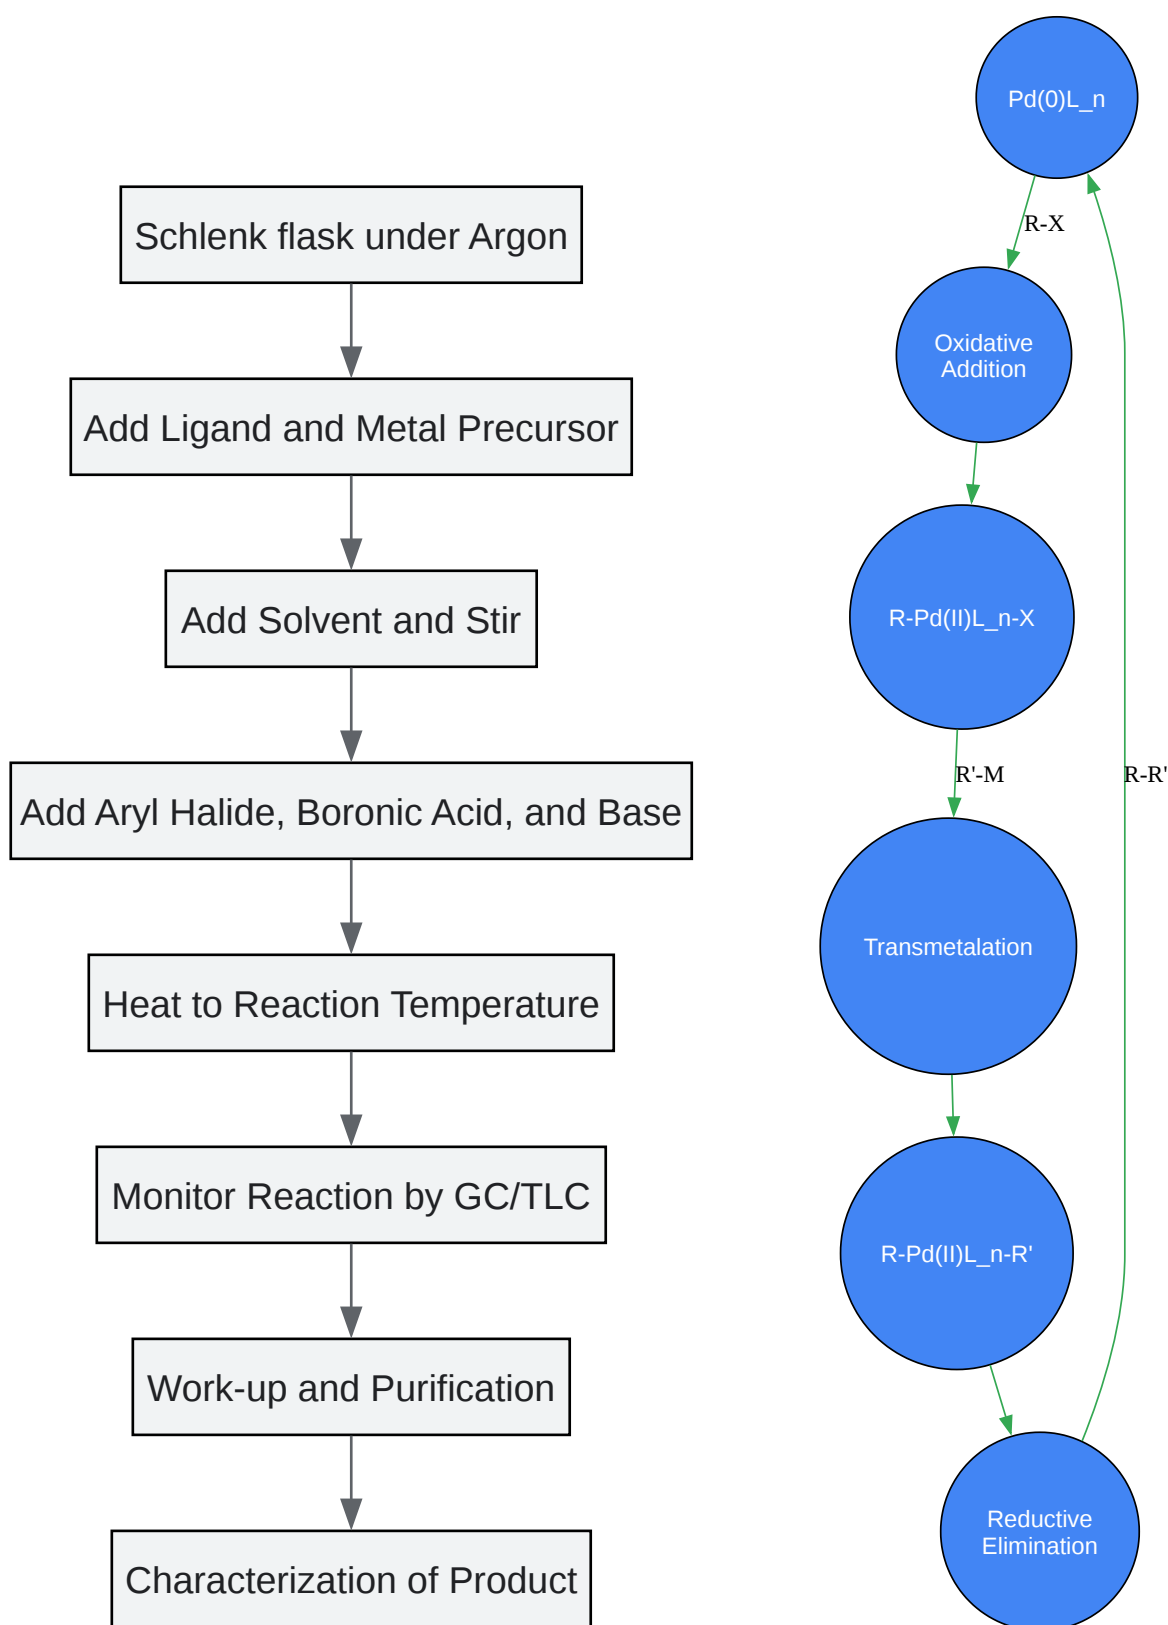 Schlenk flask under Argon
Add Ligand and Metal Precursor
Add Solvent and Stir
Add Aryl Halide, Boronic Acid, and Base
Heat to Reaction Temperature
Monitor Reaction by GC/TLC
Work-up and Purification
Characterization of Product
Pd(0)L_n
R-X
Oxidative
Addition
R-Pd(II)L_n-X
R'-M
R-R'
Transmetalation
R-Pd(II)L_n-R'
Reductive
Elimination